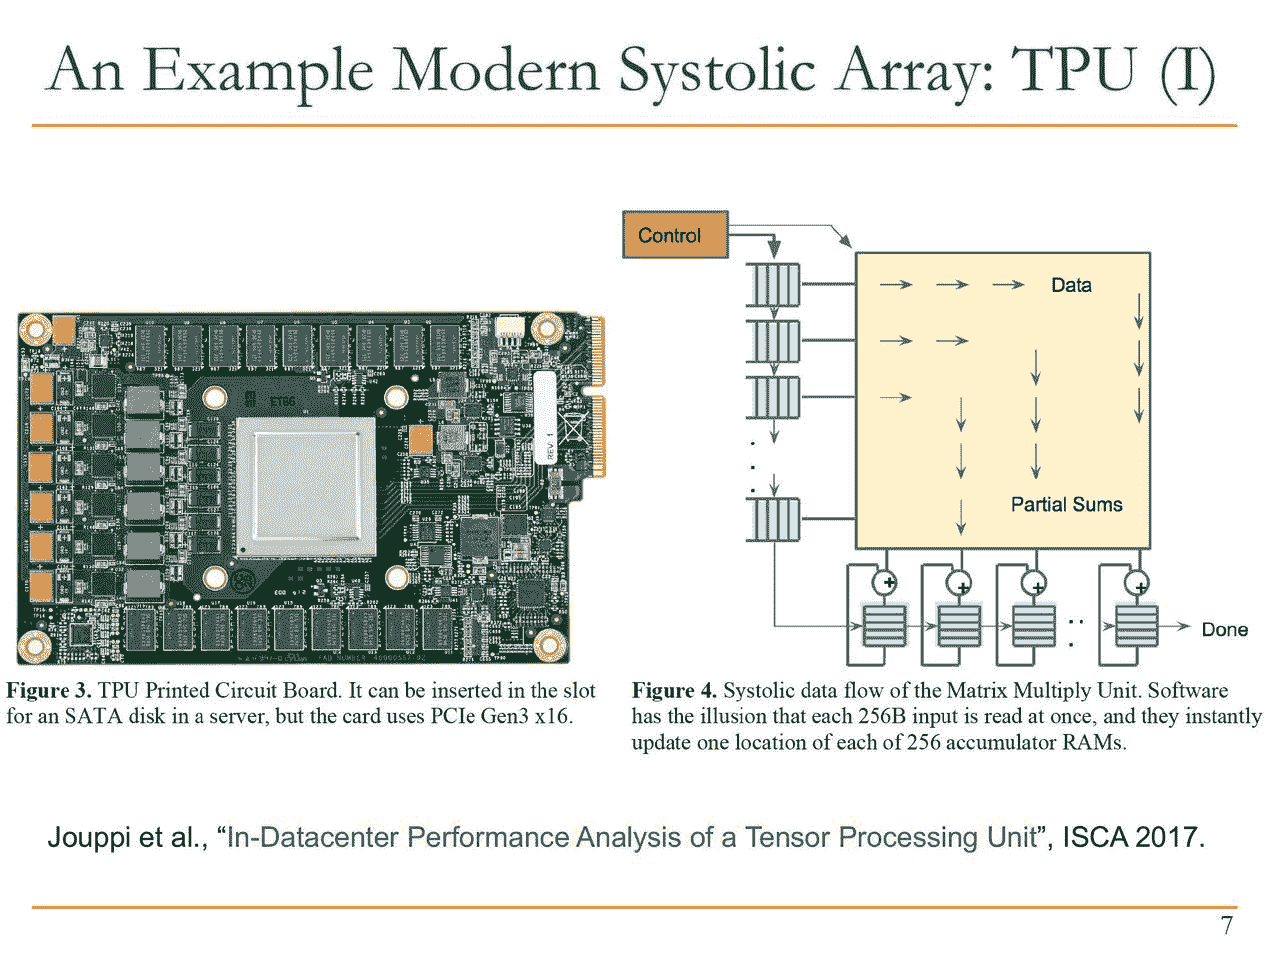 An Example Modern Systolic Array: TPU (I)
Control
Data
Partial Sums
Done
ET86
REV: 1
Figure 3. TPU Printed Circuit Board. It can be inserted in the slot
for an SATA disk in a server, but the card uses PCIe Gen3 x16.
Figure 4. Systolic data flow of the Matrix Multiply Unit. Software
has the illusion that each 256B input is read at once, and they instantly
update one location of each of 256 accumulator RAMs.
Jouppi et al., “In-Datacenter Performance Analysis of a Tensor Processing Unit”, ISCA 2017.
7